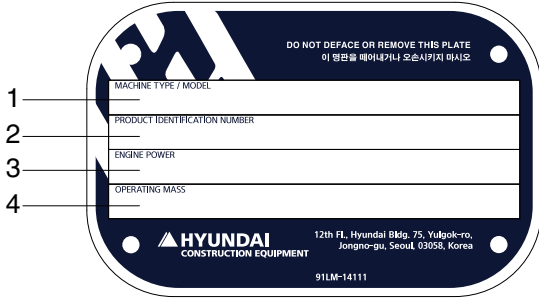 DO NOT DEFACE OR REMOVE THIS PLATE
이 명판을 떼어내거나 오손시키지 마시오
1
MACHINE TYPE / MODEL
2
PRODUCT IDENTIFICATION NUMBER
3
ENGINE POWER
4
OPERATING MASS
HYUNDAI
CONSTRUCTION EQUIPMENT
12th Fl., Hyundai Bldg. 75, Yulgok-ro,
Jongno-gu, Seoul, 03058, Korea
91LM-14111